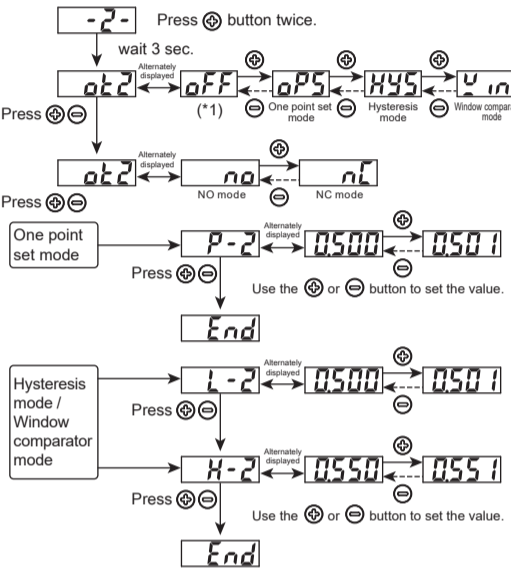 -2- Press ⊕ button twice.
wait 3 sec.
Alternately displayed
ot2 oFF oPS HYS in
(*1) One point set mode Hysteresis mode Window compar mode
Press ⊕⊖
Alternately displayed
ot2 no nC
NO mode NC mode
Press ⊕⊖
One point set mode
Alternately displayed
P-2 0.500 0.501
Press ⊕⊖
Use the ⊕ or ⊖ button to set the value.
End
Hysteresis mode / Window comparator mode
Alternately displayed
L-2 0.500 0.501
Press ⊕⊖
Alternately displayed
H-2 0.550 0.551
Press ⊕⊖
Use the ⊕ or ⊖ button to set the value.
End